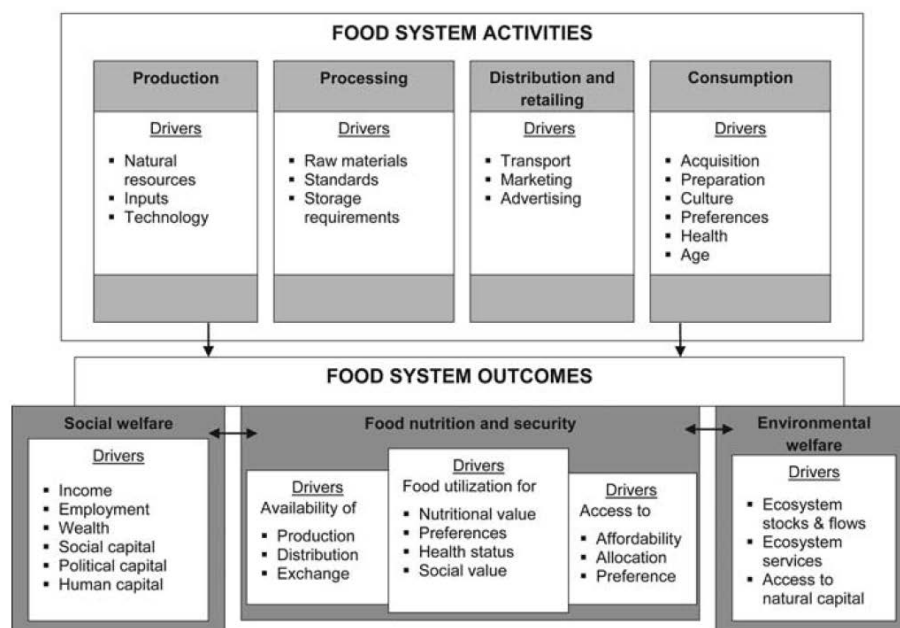 FOOD SYSTEM ACTIVITIES
Production
Drivers
▪ Natural
resources
▪ Inputs
▪ Technology
Processing
Drivers
▪ Raw materials
▪ Standards
▪ Storage
requirements
Distribution and
retailing
Drivers
▪ Transport
▪ Marketing
▪ Advertising
Consumption
Drivers
▪ Acquisition
▪ Preparation
▪ Culture
▪ Preferences
▪ Health
▪ Age
FOOD SYSTEM OUTCOMES
Social welfare
Drivers
▪ Income
▪ Employment
▪ Wealth
▪ Social capital
▪ Political capital
▪ Human capital
Food nutrition and security
Drivers
Availability of
▪ Production
▪ Distribution
▪ Exchange
Drivers
Food utilization for
▪ Nutritional value
▪ Preferences
▪ Health status
▪ Social value
Drivers
Access to
▪ Affordability
▪ Allocation
▪ Preference
Environmental
welfare
Drivers
▪ Ecosystem
stocks & flows
▪ Ecosystem
services
▪ Access to
natural capital